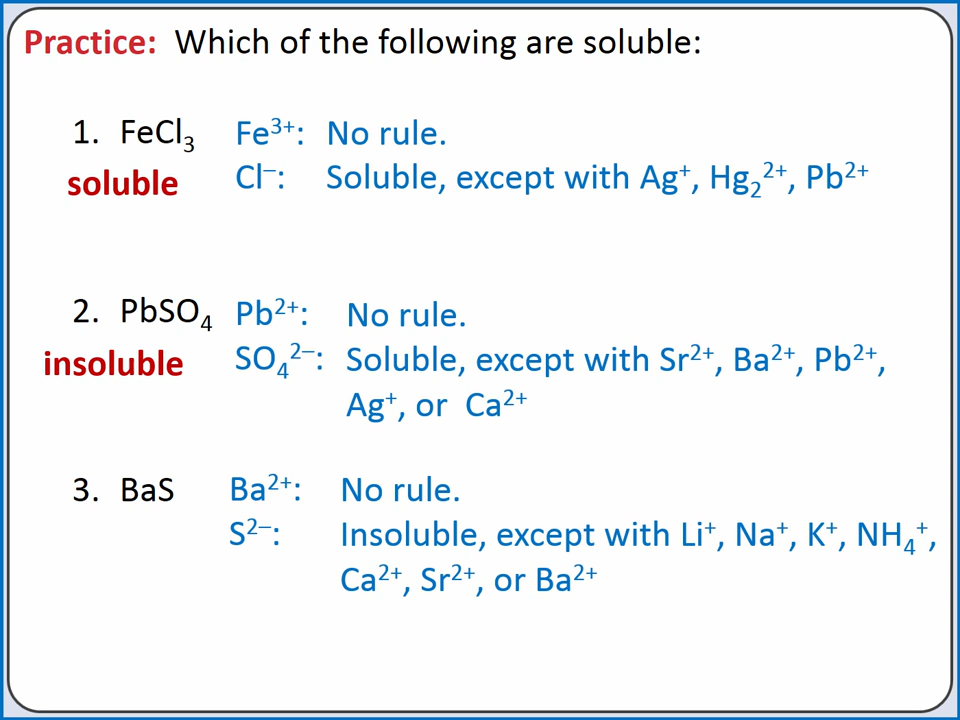 Practice: Which of the following are soluble:
1. FeCl₃ Fe³⁺: No rule.
soluble Cl⁻: Soluble, except with Ag⁺, Hg₂²⁺, Pb²⁺
2. PbSO₄ Pb²⁺: No rule.
insoluble SO₄²⁻: Soluble, except with Sr²⁺, Ba²⁺, Pb²⁺,
Ag⁺, or Ca²⁺
3. BaS Ba²⁺: No rule.
S²⁻: Insoluble, except with Li⁺, Na⁺, K⁺, NH₄⁺,
Ca²⁺, Sr²⁺, or Ba²⁺